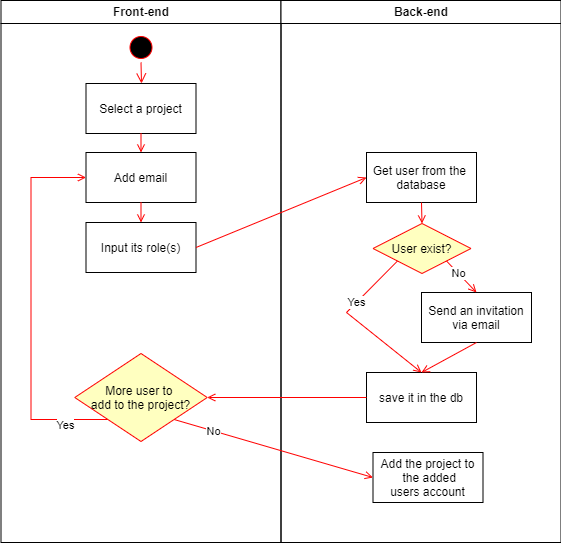 Front-end
Back-end
Select a project
Add email
Input its role(s)
Get user from the
database
User exist?
No
Yes
Send an invitation
via email
save it in the db
More user to
add to the project?
Yes
No
Add the project to
the added
users account